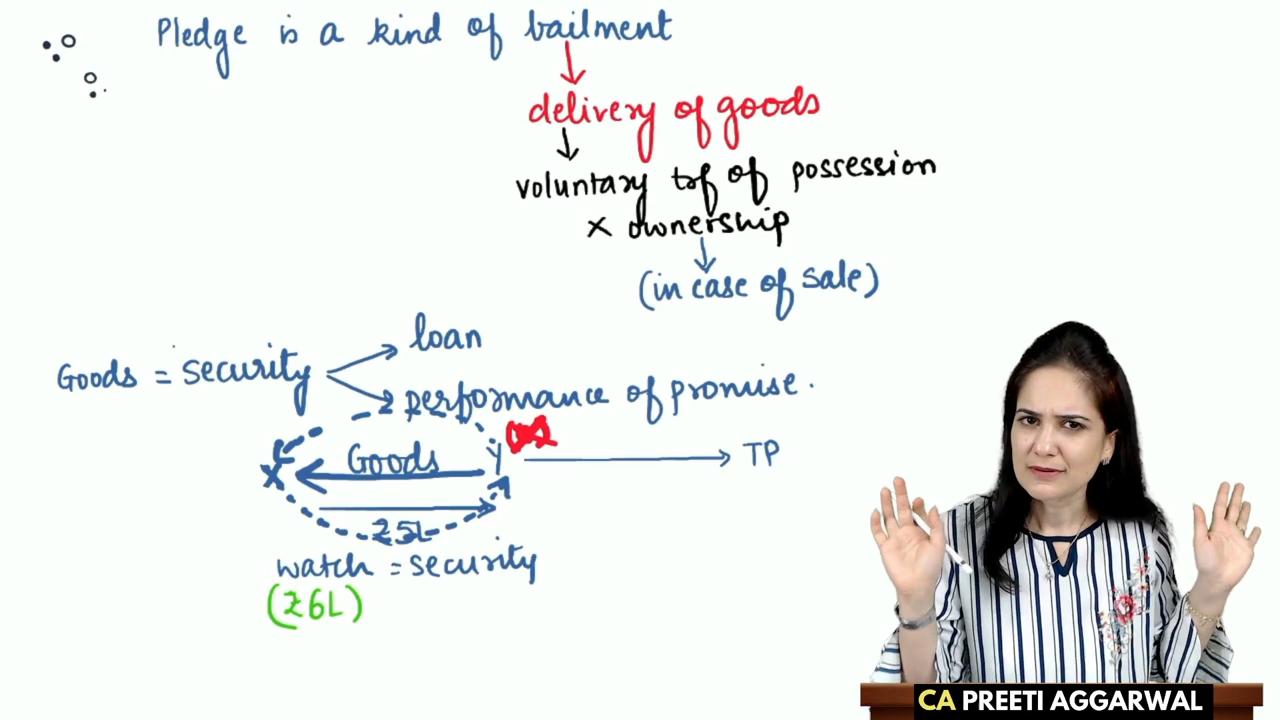 Pledge is a kind of bailment
delivery of goods
voluntary trf of possession
× ownership
(in case of sale)
loan
Goods = security
performance of promise.
X Goods Y TP
₹5L
watch = security
(₹6L)
CA PREETI AGGARWAL